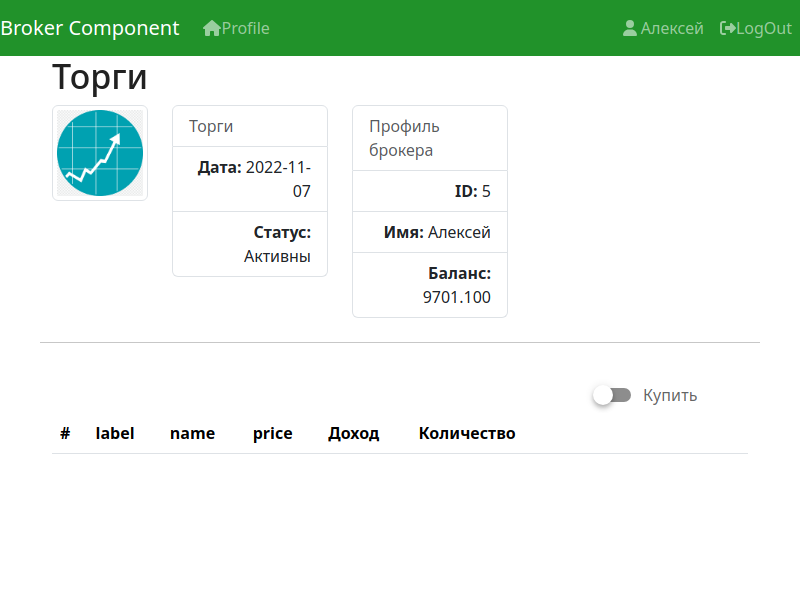 Broker Component Profile Алексей LogOut
Торги
Торги
Дата: 2022-11-
07
Статус:
Активны
Профиль
брокера
ID: 5
Имя: Алексей
Баланс:
9701.100
Купить
# label name price Доход Количество